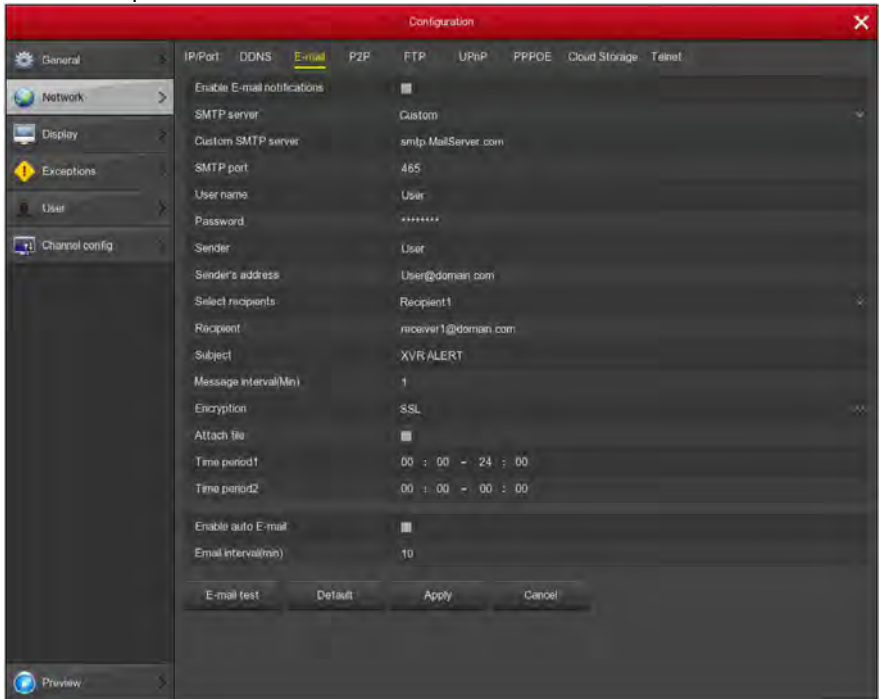 Configuration
General
Network
Display
Exceptions
User
Channel config
Preview
IP/Port DDNS E-mail P2P FTP UPnP PPPOE Cloud Storage Telnet
Enable E-mail notifications
SMTP server Custom
Custom SMTP server smtp.MailServer.com
SMTP port 465
User name User
Password ********
Sender User
Sender's address User@domain.com
Select recipients Recipient1
Recipient receiver1@domain.com
Subject XVR ALERT
Message interval(Min) 1
Encryption SSL
Attach file
Time period1 00 : 00 - 24 : 00
Time period2 00 : 00 - 00 : 00
Enable auto E-mail
Email interval(min) 10
E-mail test Default Apply Cancel